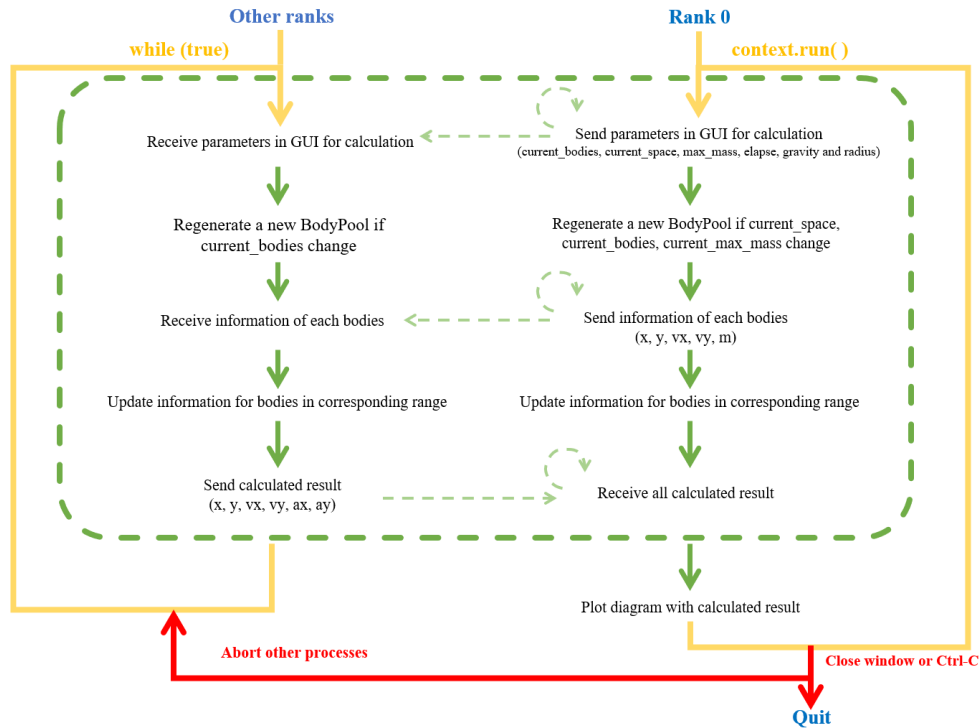 Other ranks
Rank 0
while (true)
context.run( )
Receive parameters in GUI for calculation
Send parameters in GUI for calculation
(current_bodies, current_space, max_mass, elapse, gravity and radius)
Regenerate a new BodyPool if
current_bodies change
Regenerate a new BodyPool if current_space,
current_bodies, current_max_mass change
Receive information of each bodies
Send information of each bodies
(x, y, vx, vy, m)
Update information for bodies in corresponding range
Update information for bodies in corresponding range
Send calculated result
(x, y, vx, vy, ax, ay)
Receive all calculated result
Plot diagram with calculated result
Abort other processes
Close window or Ctrl-C
Quit